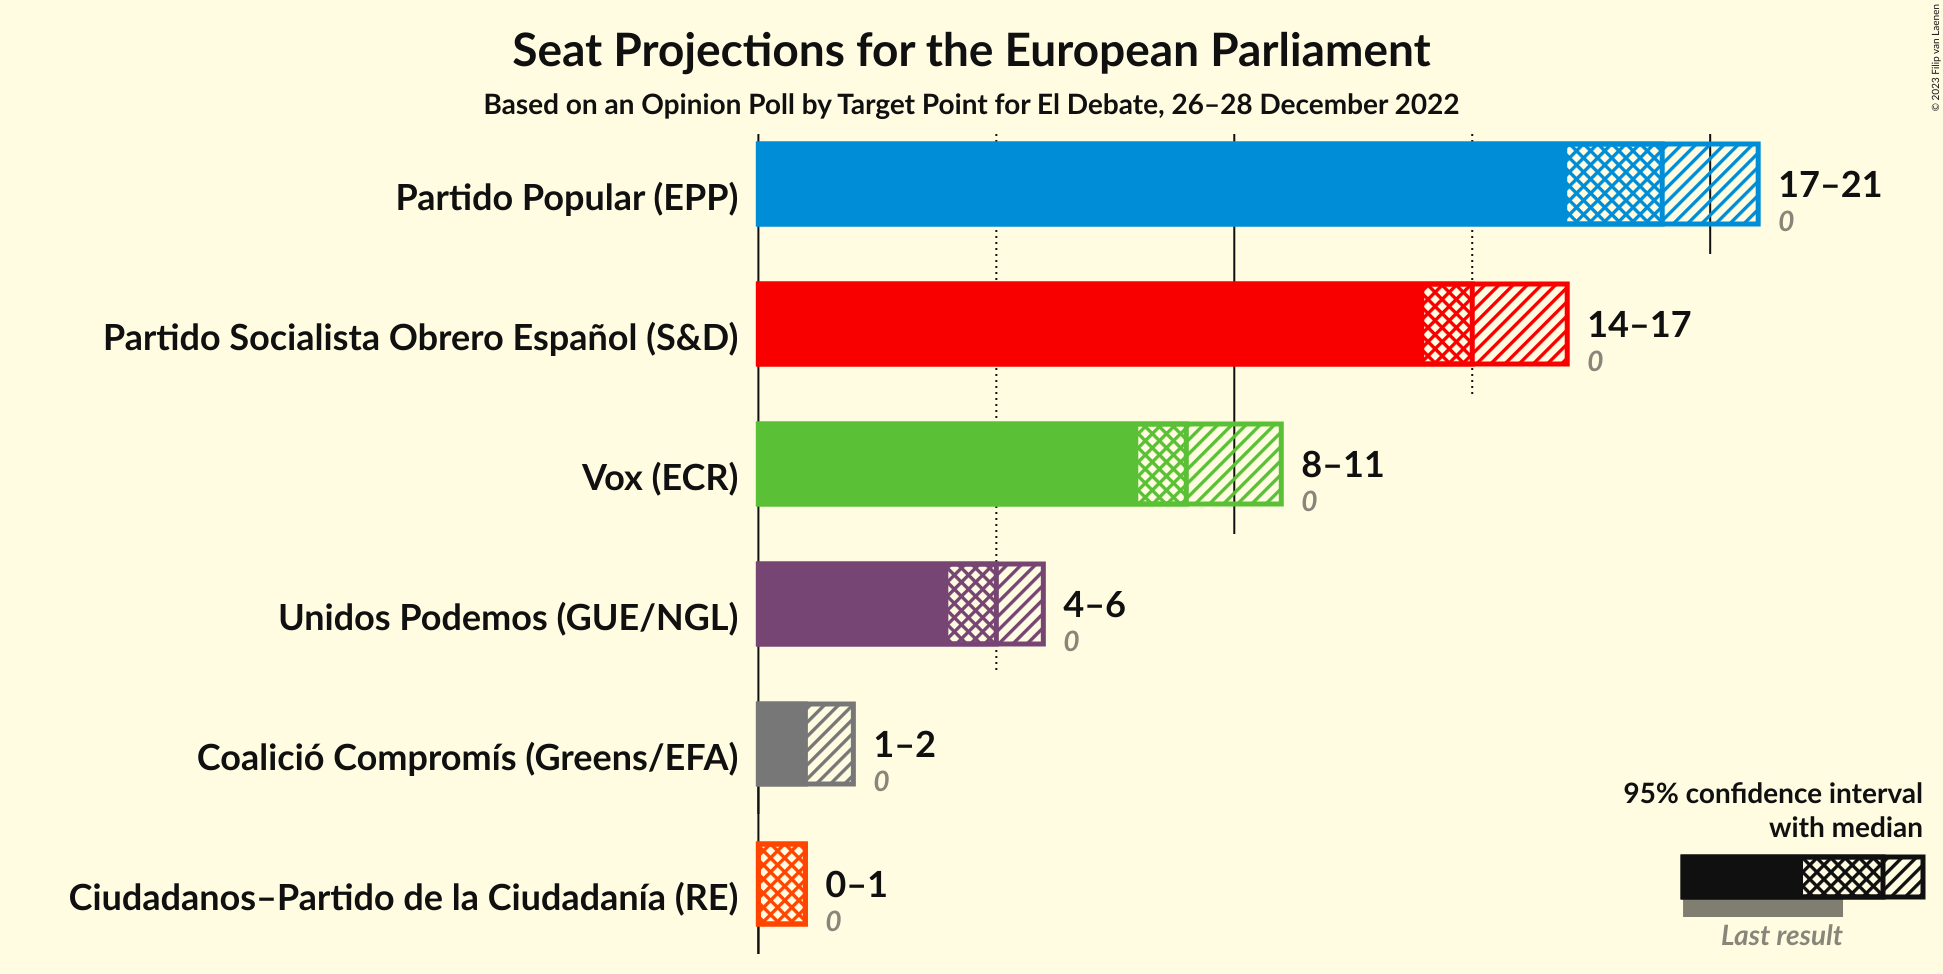 Seat Projections for the European Parliament
Based on an Opinion Poll by Target Point for El Debate, 26–28 December 2022
© 2023 Filip van Laenen
Partido Popular (EPP)
17–21
0
Partido Socialista Obrero Español (S&D)
14–17
0
Vox (ECR)
8–11
0
Unidos Podemos (GUE/NGL)
4–6
0
Coalició Compromís (Greens/EFA)
1–2
0
Ciudadanos–Partido de la Ciudadanía (RE)
0–1
0
95% confidence interval
with median
Last result